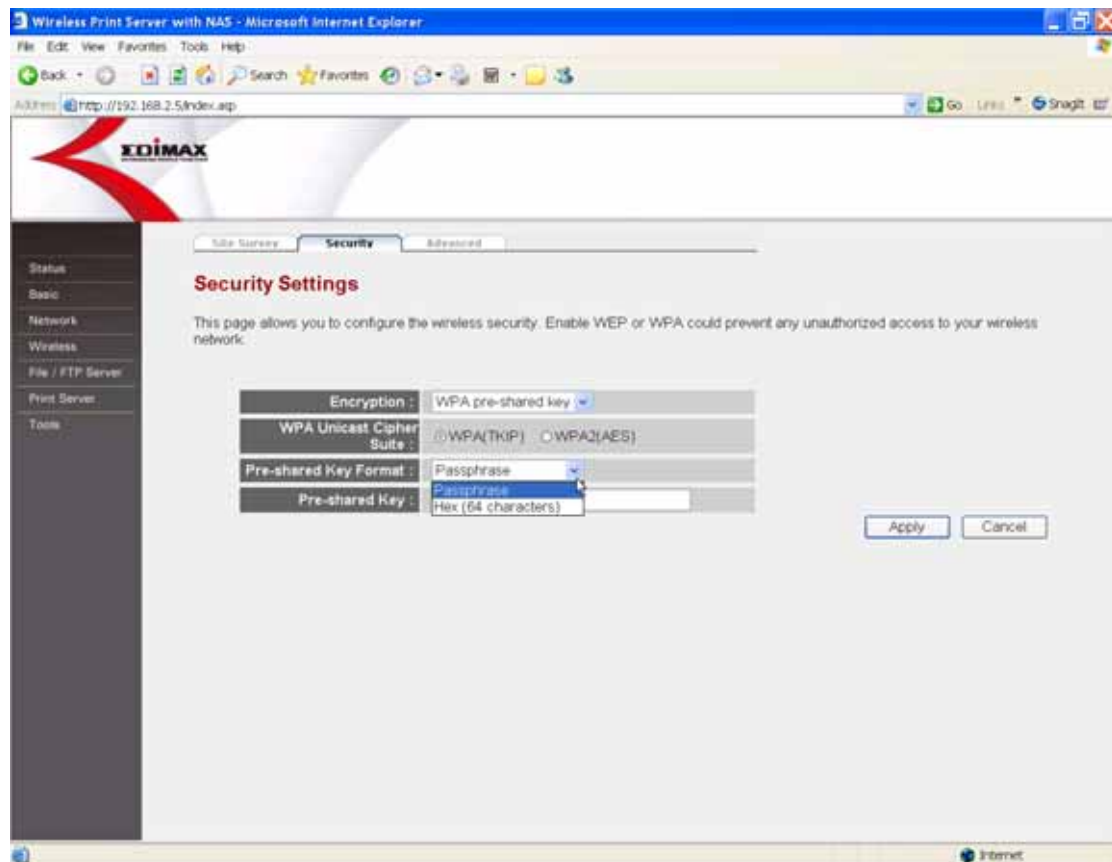 Wireless Print Server with NAS - Microsoft Internet Explorer
File Edit View Favorites Tools Help
Back Search Favorites
Address http://192.168.2.5/index.asp Go Links SnagIt
EDIMAX
Site Survey Security Advanced
Status
Basic
Network
Wireless
File / FTP Server
Print Server
Tools
Security Settings
This page allows you to configure the wireless security. Enable WEP or WPA could prevent any unauthorized access to your wireless
network.
Encryption : WPA pre-shared key
WPA Unicast Cipher
Suite : WPA(TKIP) WPA2(AES)
Pre-shared Key Format : Passphrase
Passphrase
Pre-shared Key :
Hex (64 characters)
Apply Cancel
Internet